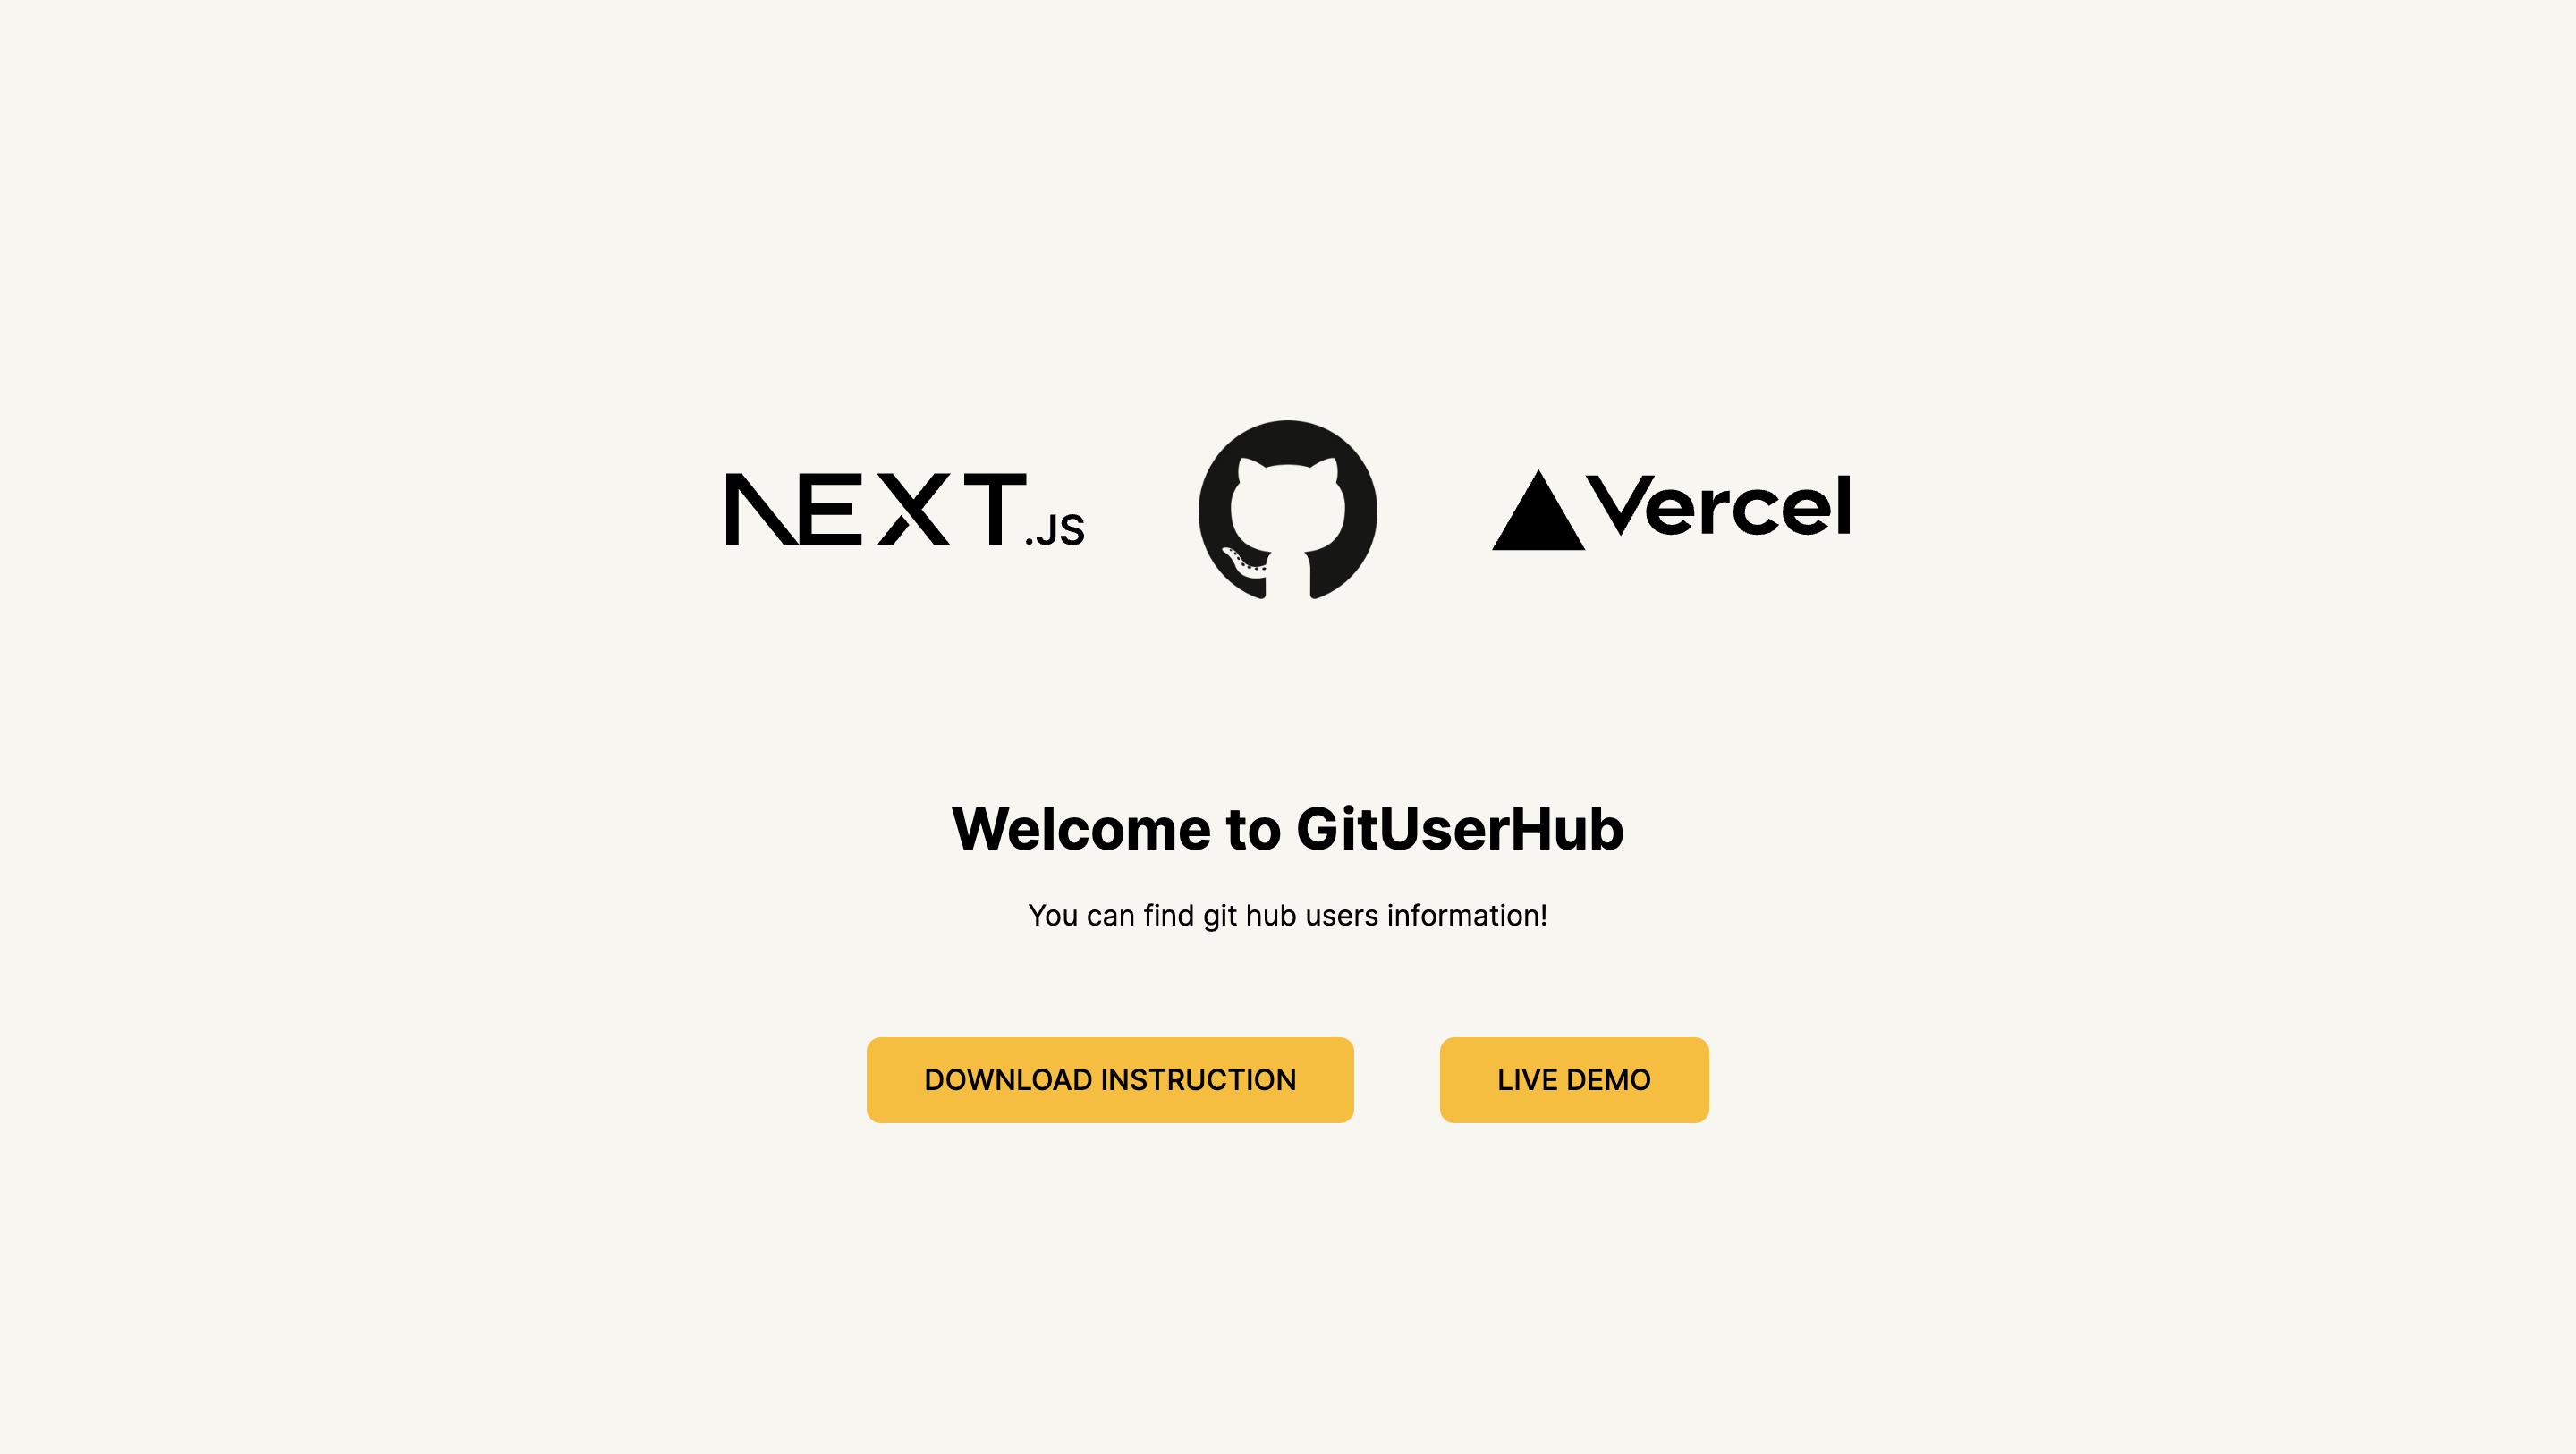 NEXT.JS
Vercel
Welcome to GitUserHub
You can find git hub users information!
DOWNLOAD INSTRUCTION
LIVE DEMO